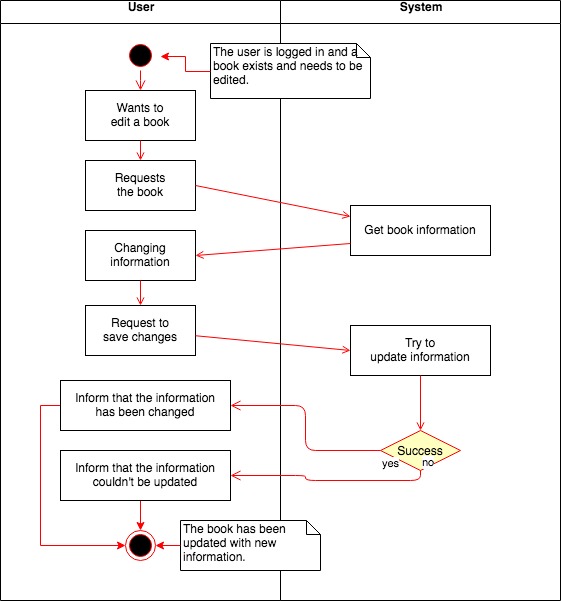 User
System
The user is logged in and a
book exists and needs to be
edited.
Wants to
edit a book
Requests
the book
Get book information
Changing
information
Request to
save changes
Try to
update information
Inform that the information
has been changed
Success
yes
no
Inform that the information
couldn't be updated
The book has been
updated with new
information.